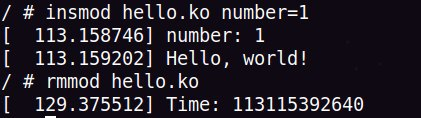 / # insmod hello.ko number=1
[  113.158746] number: 1
[  113.159202] Hello, world!
/ # rmmod hello.ko
[  129.375512] Time: 113115392640